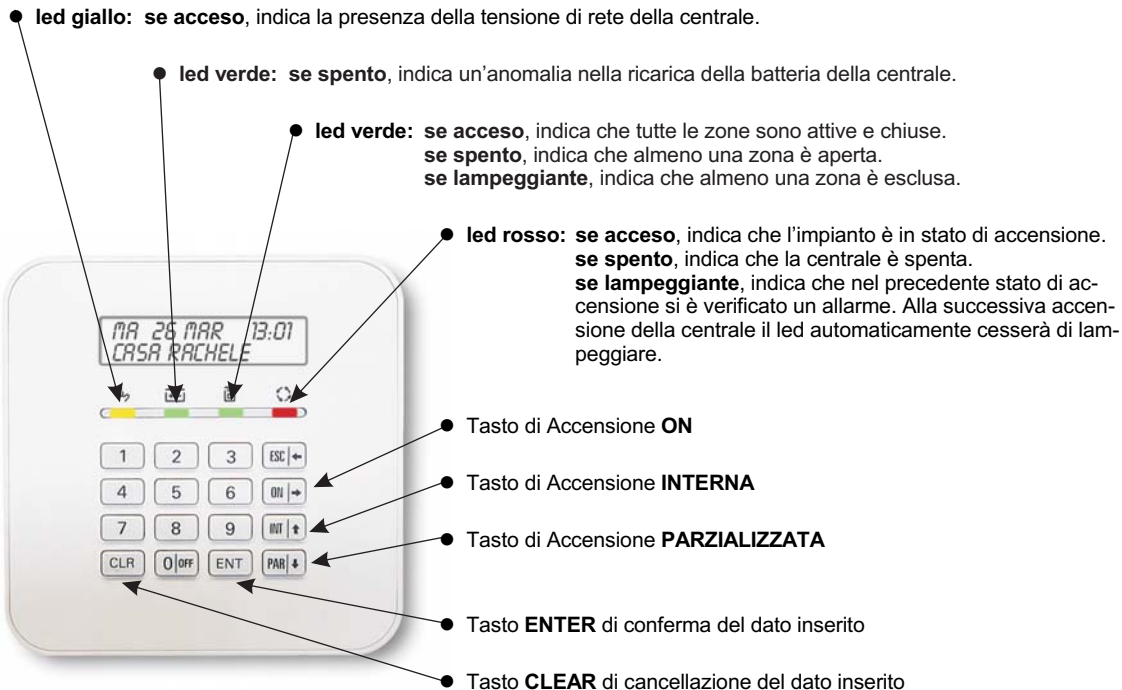 led giallo: se acceso, indica la presenza della tensione di rete della centrale.
led verde: se spento, indica un'anomalia nella ricarica della batteria della centrale.
led verde: se acceso, indica che tutte le zone sono attive e chiuse.
se spento, indica che almeno una zona è aperta.
se lampeggiante, indica che almeno una zona è esclusa.
led rosso: se acceso, indica che l'impianto è in stato di accensione.
se spento, indica che la centrale è spenta.
se lampeggiante, indica che nel precedente stato di ac-
censione si è verificato un allarme. Alla successiva accen-
sione della centrale il led automaticamente cesserà di lam-
peggiare.
MA 26 MAR 13:01
CASA RACHELE
1 2 3 ESC
4 5 6 ON
7 8 9 INT
CLR 0 OFF ENT PAR
Tasto di Accensione ON
Tasto di Accensione INTERNA
Tasto di Accensione PARZIALIZZATA
Tasto ENTER di conferma del dato inserito
Tasto CLEAR di cancellazione del dato inserito